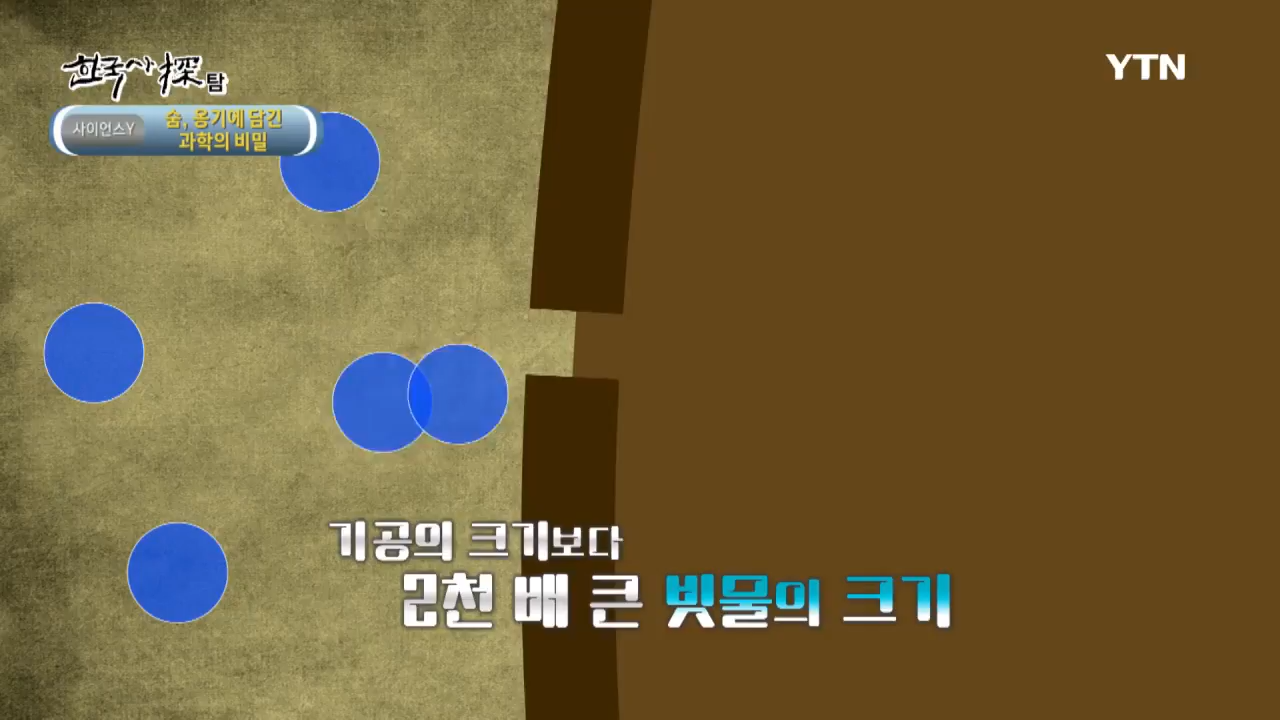 한국사 探 탐
YTN
사이언스Y
숨, 옹기에 담긴
과학의 비밀
기공의 크기보다
2천 배 큰 빗물의 크기